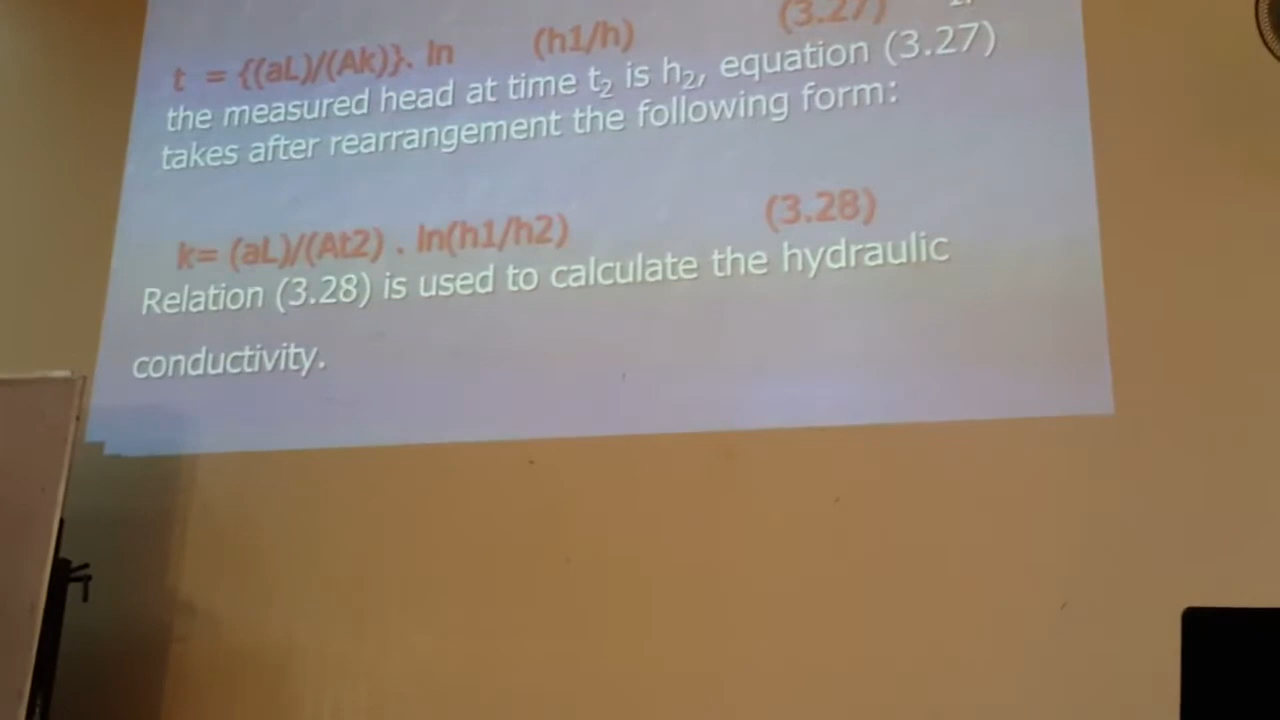 t = {(aL)/(Ak)}. ln (h1/h) (3.27)
the measured head at time t₂ is h₂, equation (3.27)
takes after rearrangement the following form:
k= (aL)/(At2) . ln(h1/h2) (3.28)
Relation (3.28) is used to calculate the hydraulic
conductivity.